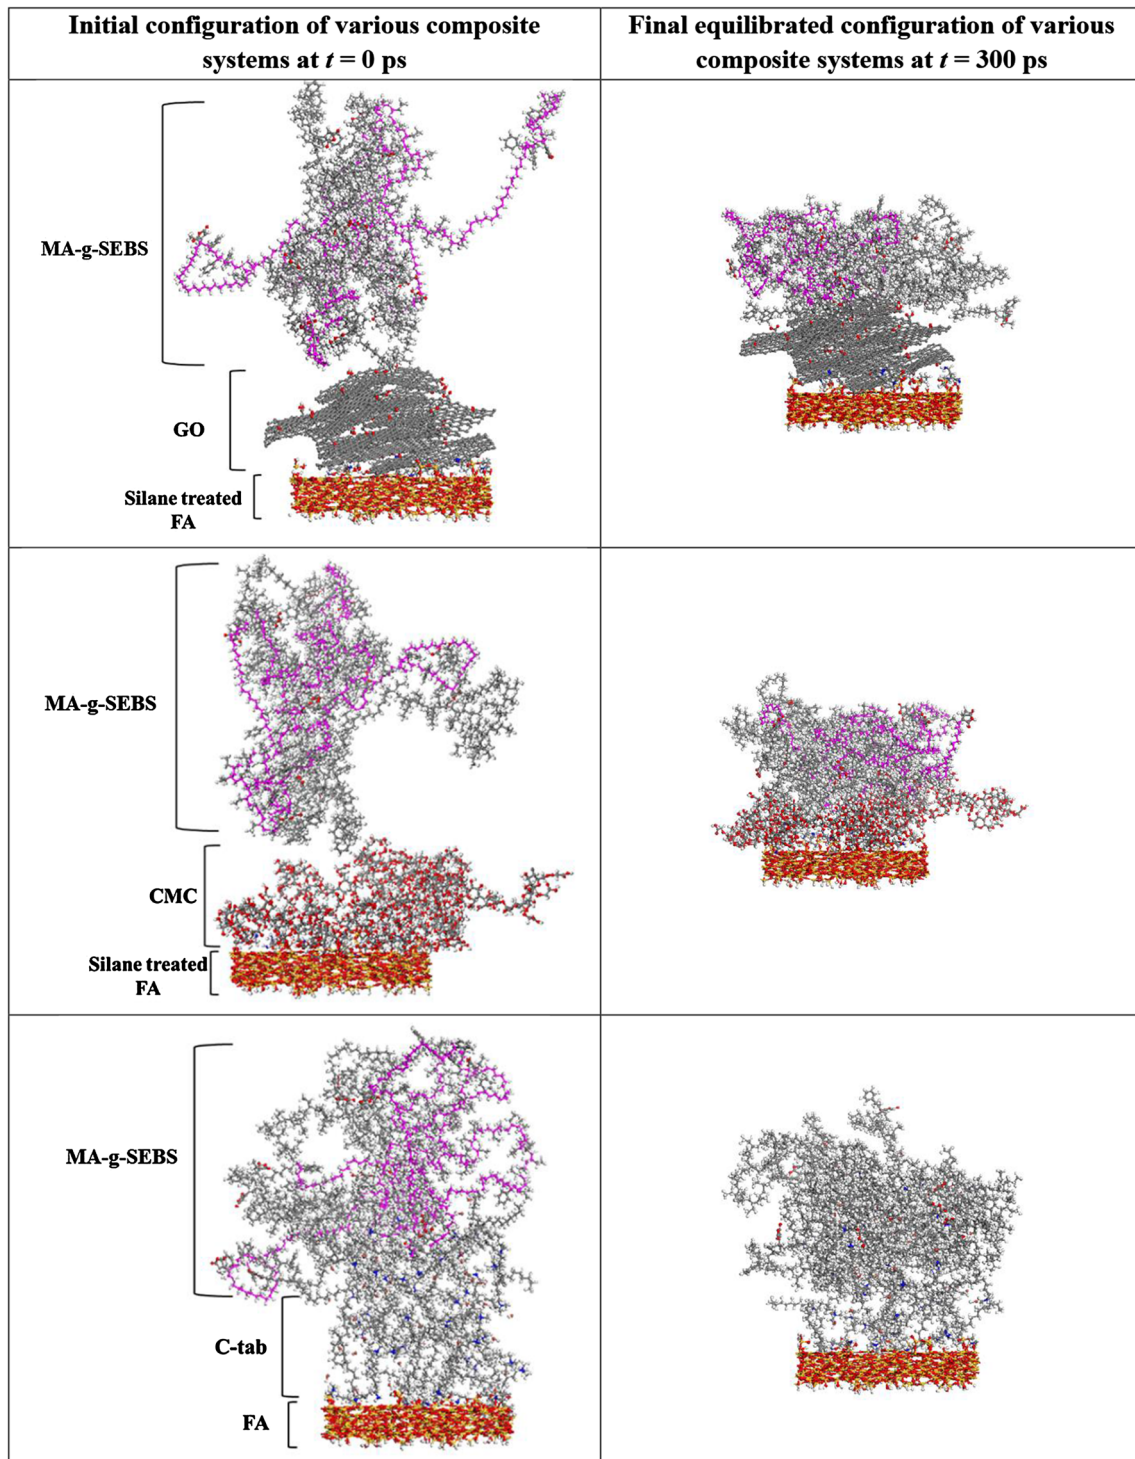 Initial configuration of various composite
systems at t = 0 ps
Final equilibrated configuration of various
composite systems at t = 300 ps
MA-g-SEBS
GO
Silane treated
FA
MA-g-SEBS
CMC
Silane treated
FA
MA-g-SEBS
C-tab
FA